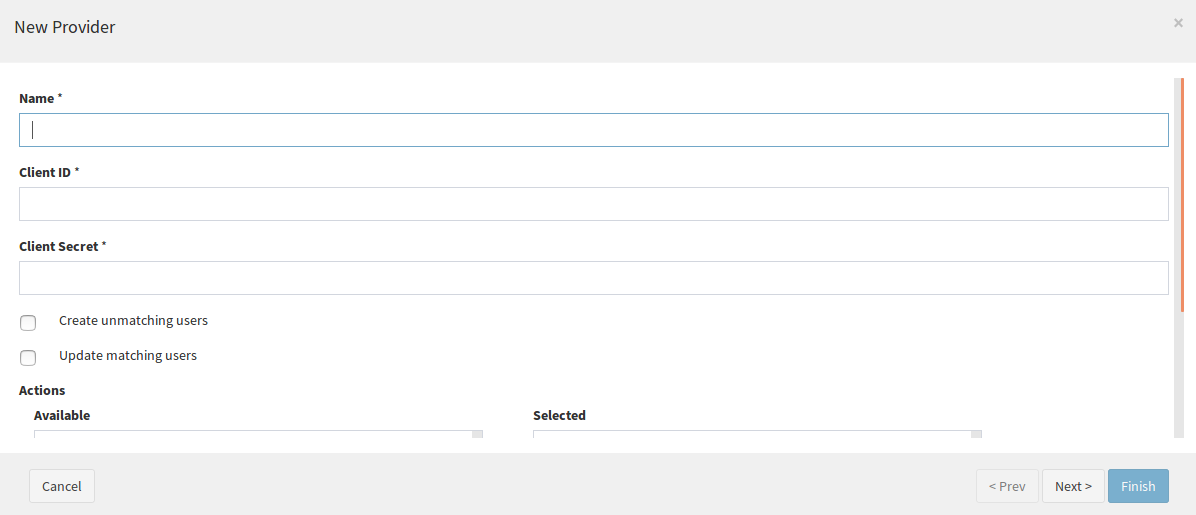 New Provider
×
Name *
Client ID *
Client Secret *
Create unmatching users
Update matching users
Actions
Available Selected
Cancel < Prev Next > Finish